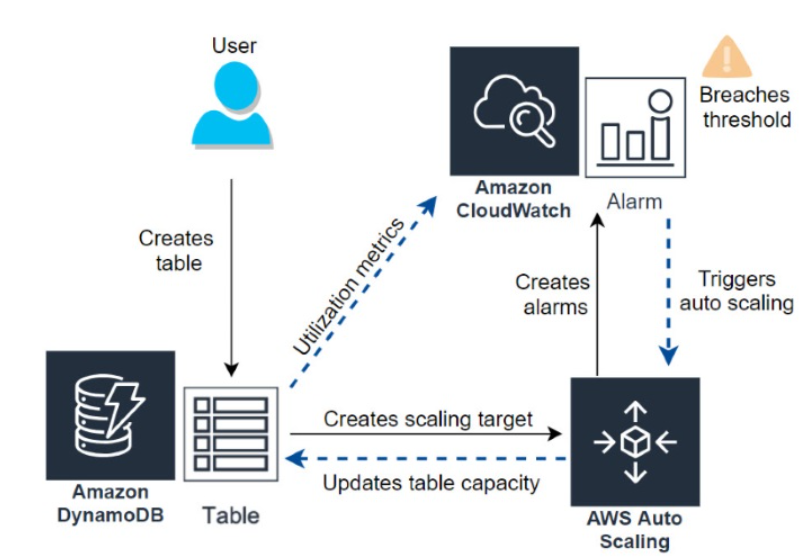 User
Breaches
threshold
Amazon
CloudWatch
Alarm
Creates
table
Utilization metrics
Creates
alarms
Triggers
auto scaling
Creates scaling target
Updates table capacity
Amazon
DynamoDB
Table
AWS Auto
Scaling